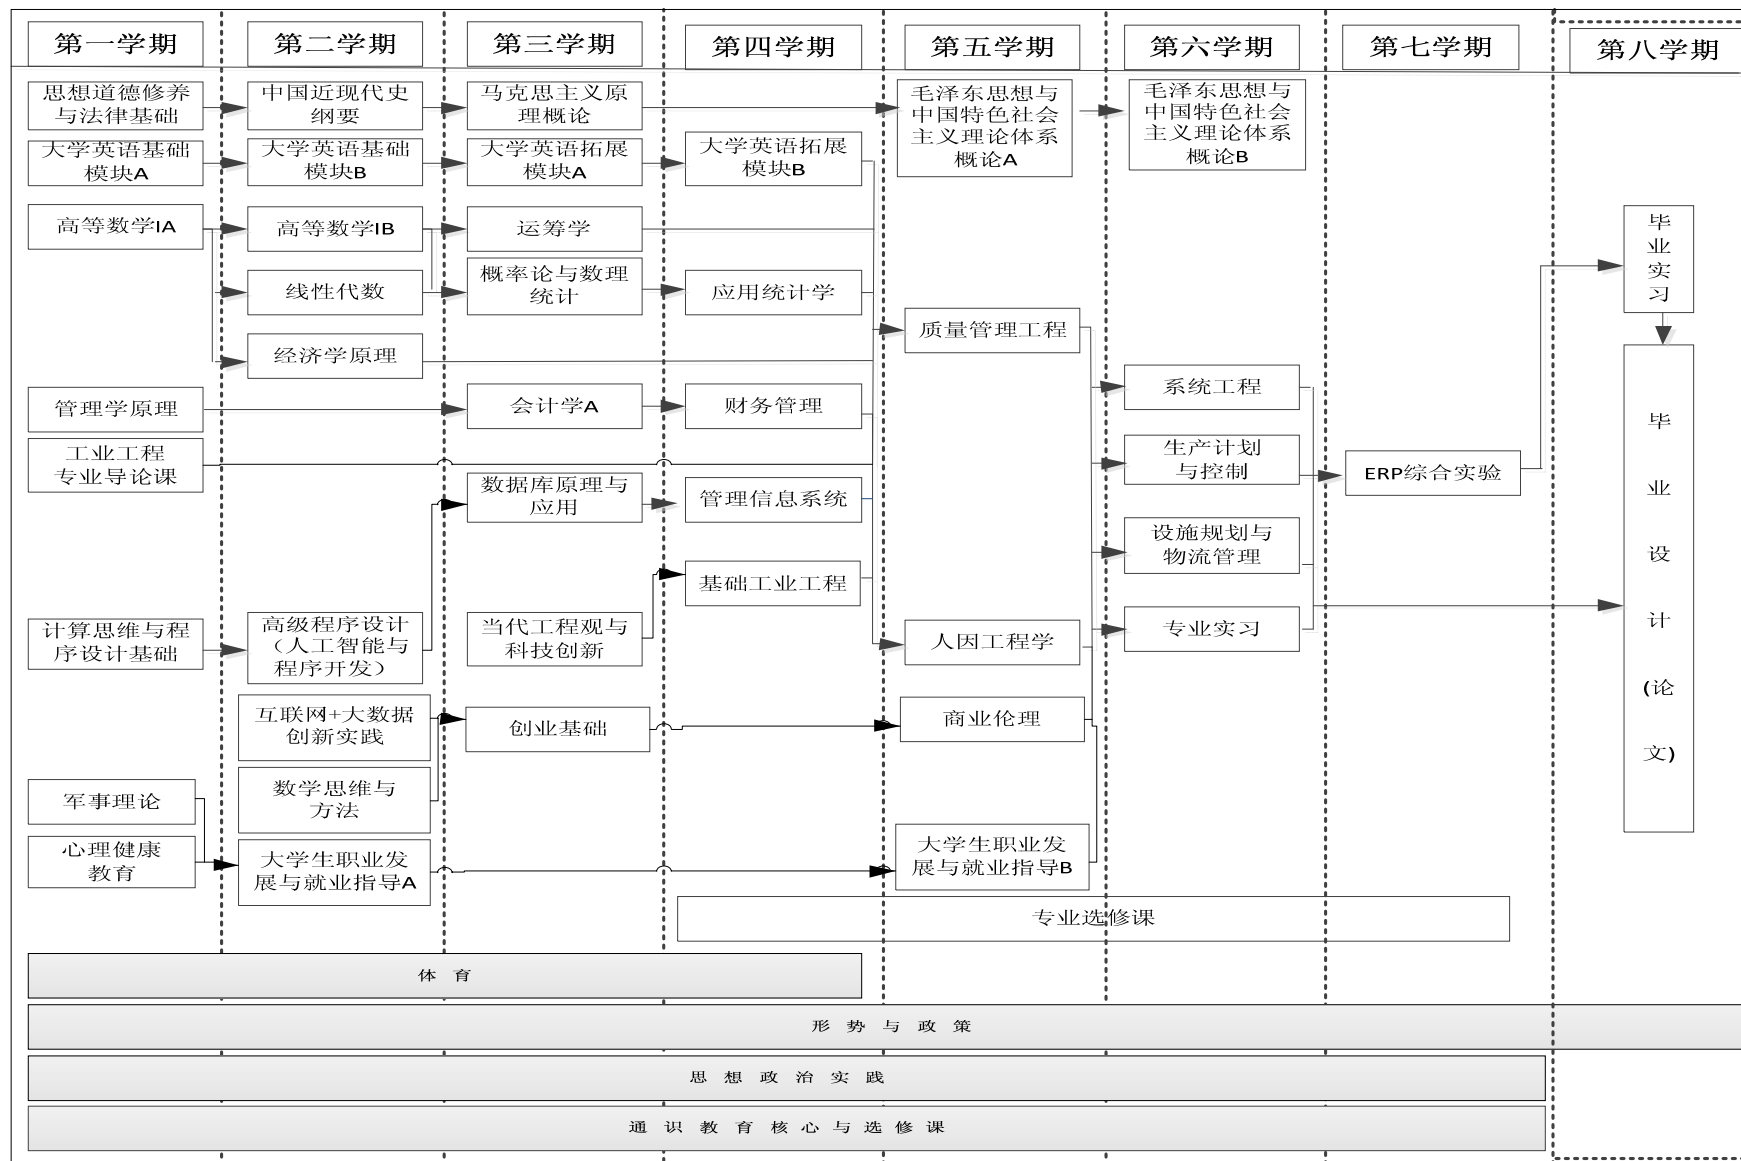 第一学期
第二学期
第三学期
第四学期
第五学期
第六学期
第七学期
第八学期
思想道德修养
与法律基础
中国近现代史
纲要
马克思主义原
理概论
毛泽东思想与
中国特色社会
主义理论体系
概论A
毛泽东思想与
中国特色社会
主义理论体系
概论B
大学英语基础
模块A
大学英语基础
模块B
大学英语拓展
模块A
大学英语拓展
模块B
高等数学IA
高等数学IB
运筹学
毕
业
实
习
线性代数
概率论与数理
统计
应用统计学
质量管理工程
经济学原理
系统工程
管理学原理
会计学A
财务管理
工业工程
专业导论课
生产计划
与控制
ERP综合实验
毕
业
设
计
(论
文)
数据库原理与
应用
管理信息系统
设施规划与
物流管理
基础工业工程
计算思维与程
序设计基础
高级程序设计
（人工智能与
程序开发）
当代工程观与
科技创新
人因工程学
专业实习
互联网+大数据
创新实践
创业基础
商业伦理
数学思维与
方法
军事理论
心理健康
教育
大学生职业发
展与就业指导A
大学生职业发
展与就业指导B
专业选修课
体 育
形 势 与 政 策
思 想 政 治 实 践
通 识 教 育 核 心 与 选 修 课